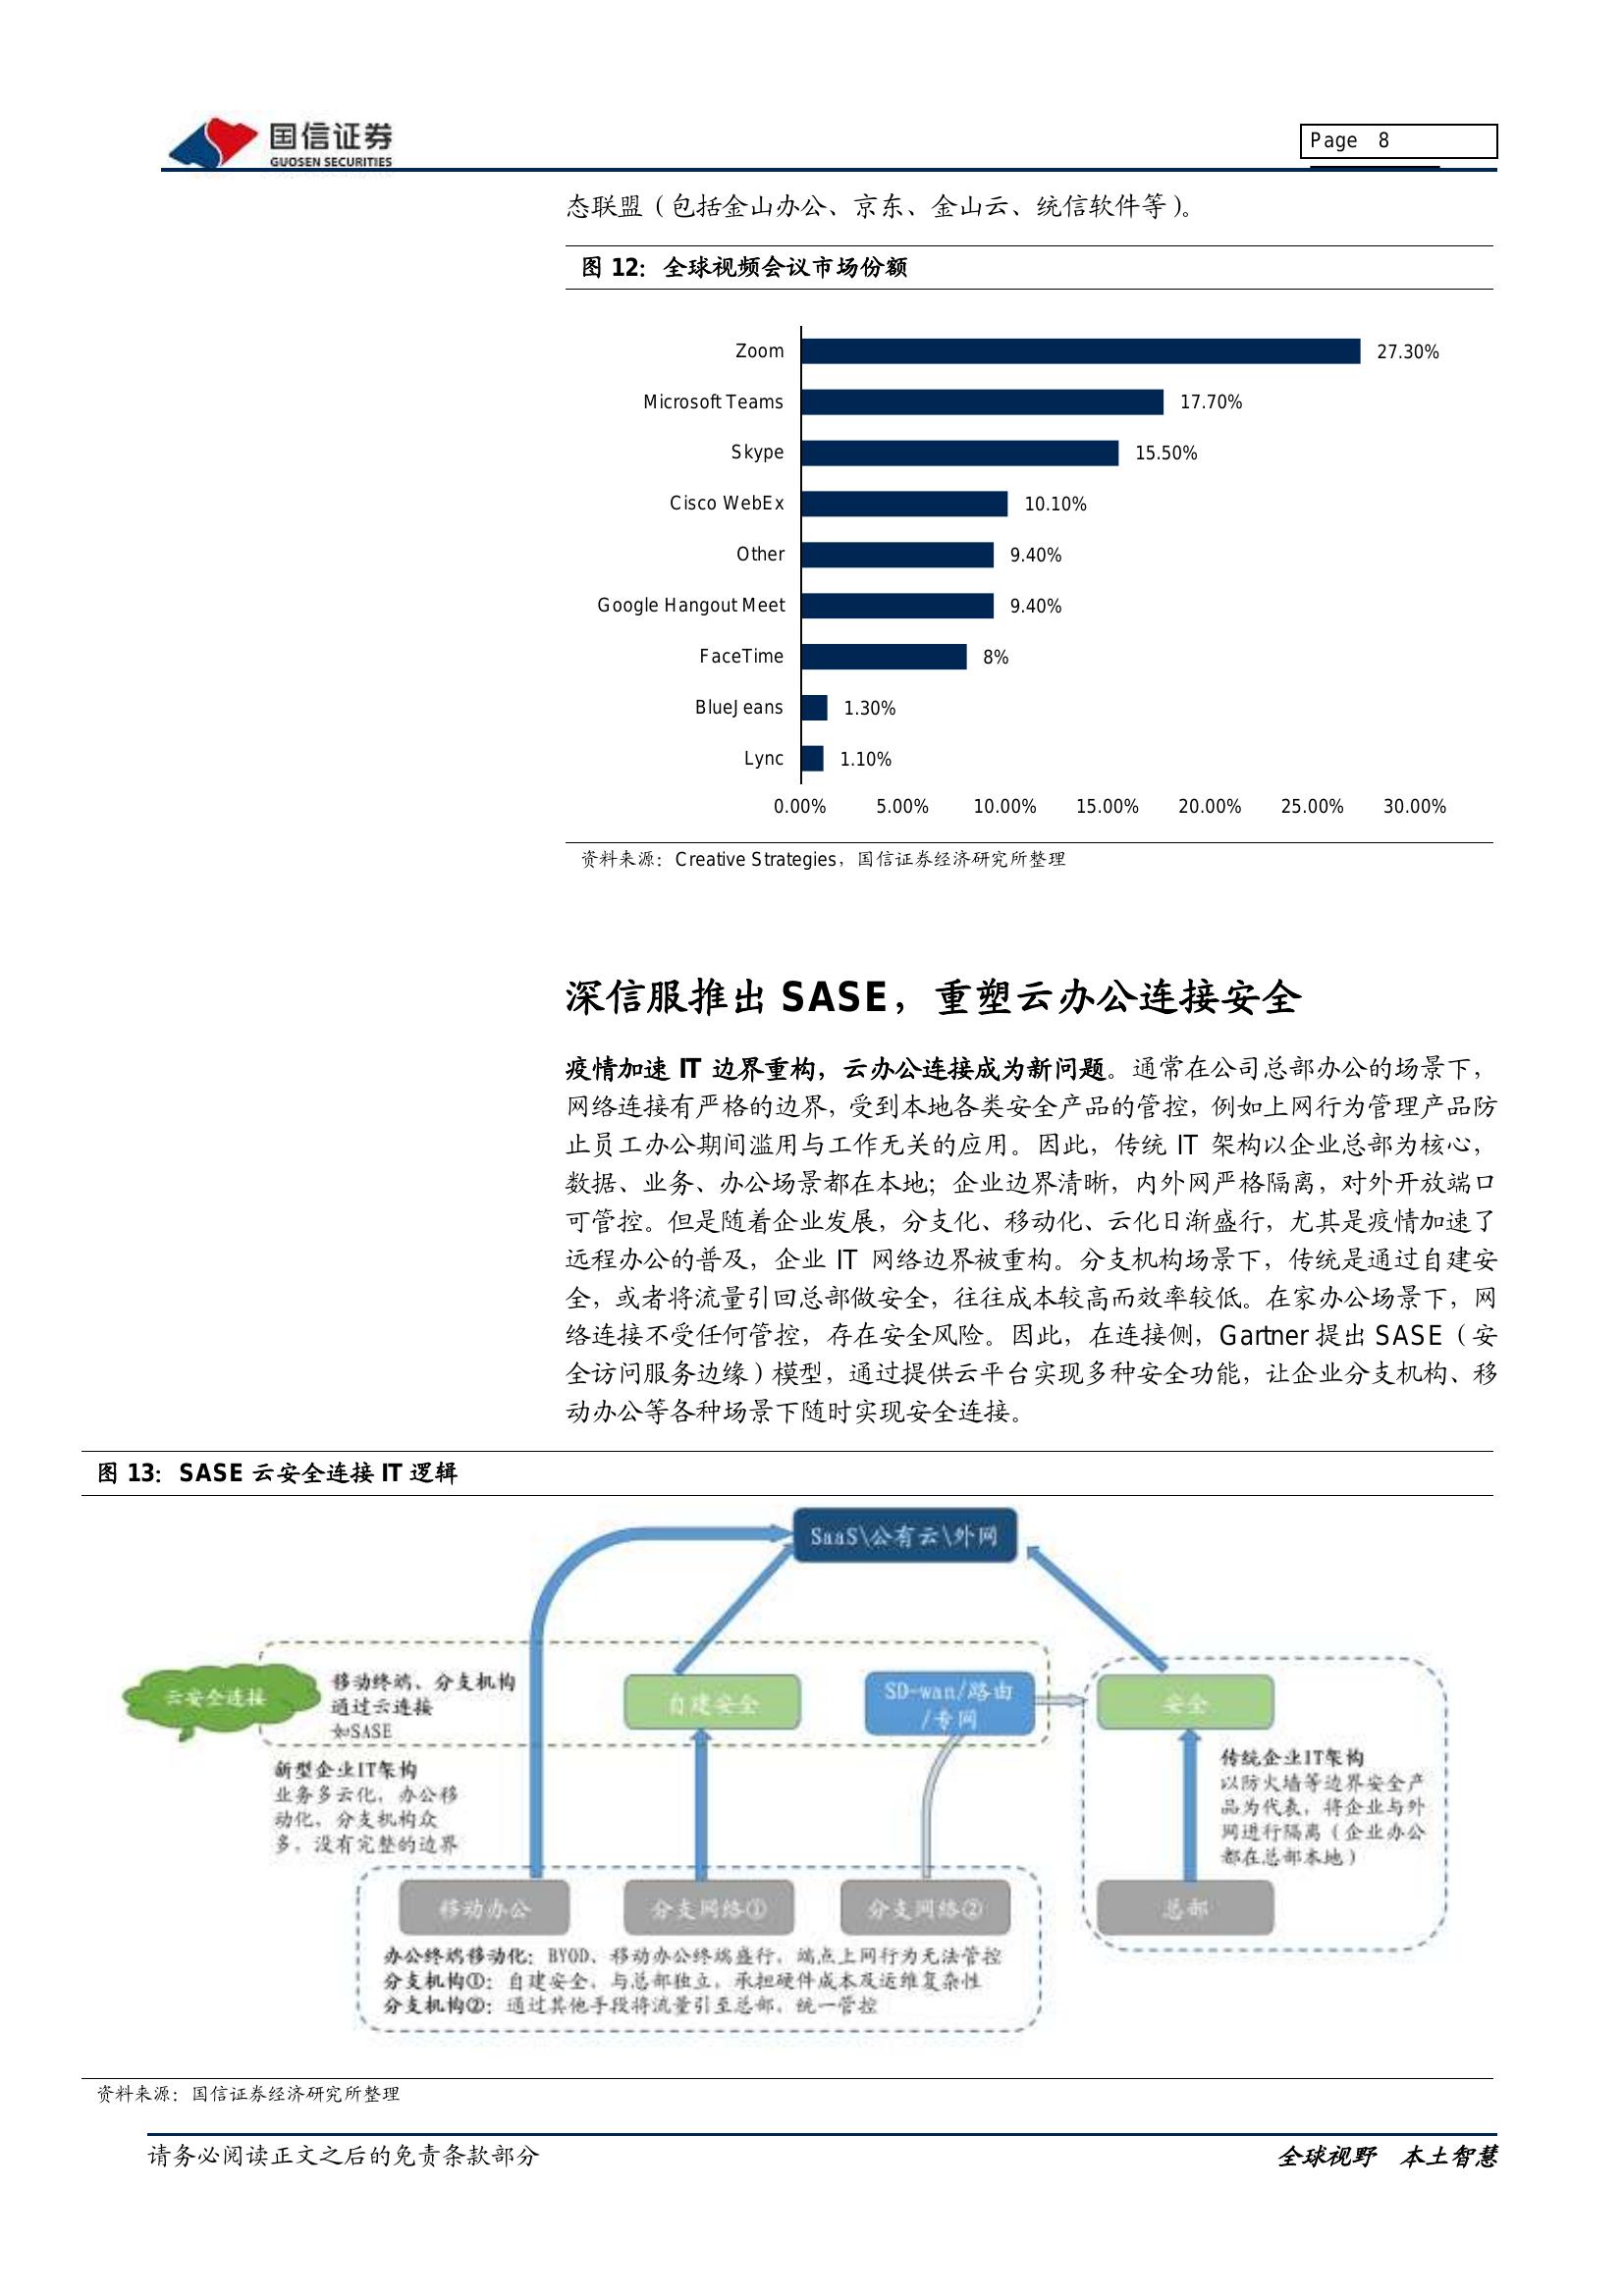 国信证券
GUOSEN SECURITIES
Page 8
态联盟（包括金山办公、京东、金山云、统信软件等）。
图 12：全球视频会议市场份额
Zoom 27.30%
Microsoft Teams 17.70%
Skype 15.50%
Cisco WebEx 10.10%
Other 9.40%
Google Hangout Meet 9.40%
FaceTime 8%
BlueJeans 1.30%
Lync 1.10%
0.00% 5.00% 10.00% 15.00% 20.00% 25.00% 30.00%
资料来源：Creative Strategies，国信证券经济研究所整理
深信服推出 SASE，重塑云办公连接安全
疫情加速 IT 边界重构，云办公连接成为新问题。通常在公司总部办公的场景下，
网络连接有严格的边界，受到本地各类安全产品的管控，例如上网行为管理产品防
止员工办公期间滥用与工作无关的应用。因此，传统 IT 架构以企业总部为核心，
数据、业务、办公场景都在本地；企业边界清晰，内外网严格隔离，对外开放端口
可管控。但是随着企业发展，分支化、移动化、云化日渐盛行，尤其是疫情加速了
远程办公的普及，企业 IT 网络边界被重构。分支机构场景下，传统是通过自建安
全，或者将流量引回总部做安全，往往成本较高而效率较低。在家办公场景下，网
络连接不受任何管控，存在安全风险。因此，在连接侧，Gartner 提出 SASE（安
全访问服务边缘）模型，通过提供云平台实现多种安全功能，让企业分支机构、移
动办公等各种场景下随时实现安全连接。
图 13：SASE 云安全连接 IT 逻辑
SaaS\公有云\外网
云安全连接
移动终端、分支机构
通过云连接
如SASE
自建安全
SD-wan/路由
/专网
安全
新型企业IT架构
业务多云化，办公移
动化，分支机构众
多，没有完整的边界
传统企业IT架构
以防火墙等边界安全产
品为代表，将企业与外
网进行隔离（企业办公
都在总部本地）
移动办公
分支网络①
分支网络②
总部
办公终端移动化：BYOD、移动办公终端盛行，端点上网行为无法管控
分支机构①：自建安全，与总部独立，承担硬件成本及运维复杂性
分支机构②：通过其他手段将流量引至总部，统一管控
资料来源：国信证券经济研究所整理
请务必阅读正文之后的免责条款部分
全球视野 本土智慧